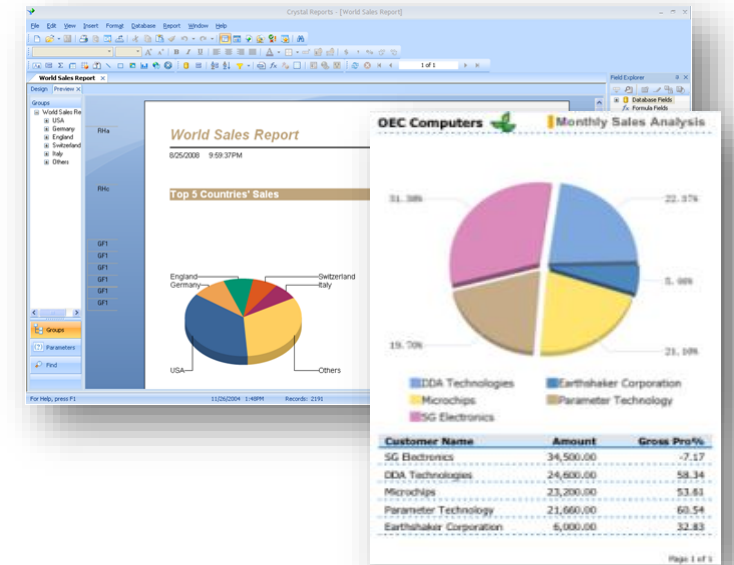 Crystal Reports - [World Sales Report]
File Edit View Insert Format Database Report Window Help
1 of 1
World Sales Report ×
Field Explorer
Design Preview ×
Database Fields
Formula Fields
Groups
World Sales Re
USA
Germany
England
Switzerland
Italy
Others
RHa
World Sales Report
8/25/2008 9:59:37PM
RHc
Top 5 Countries' Sales
GF1
GF1
GF1
GF1
GF1
GF1
England
Switzerland
Germany
Italy
USA
Others
Groups
Parameters
Find
For Help, press F1
11/26/2004 1:46PM
Records: 2191
OEC Computers
Monthly Sales Analysis
31.38%
22.37%
19.70%
21.10%
DDA Technologies
Earthshaker Corporation
Microchips
Parameter Technology
SG Electronics
Customer Name Amount Gross Pro%
SG Electronics 34,500.00 -7.17
DDA Technologies 24,600.00 58.34
Microchips 23,200.00 53.61
Parameter Technology 21,660.00 60.54
Earthshaker Corporation 6,000.00 32.83
Page 1 of 1